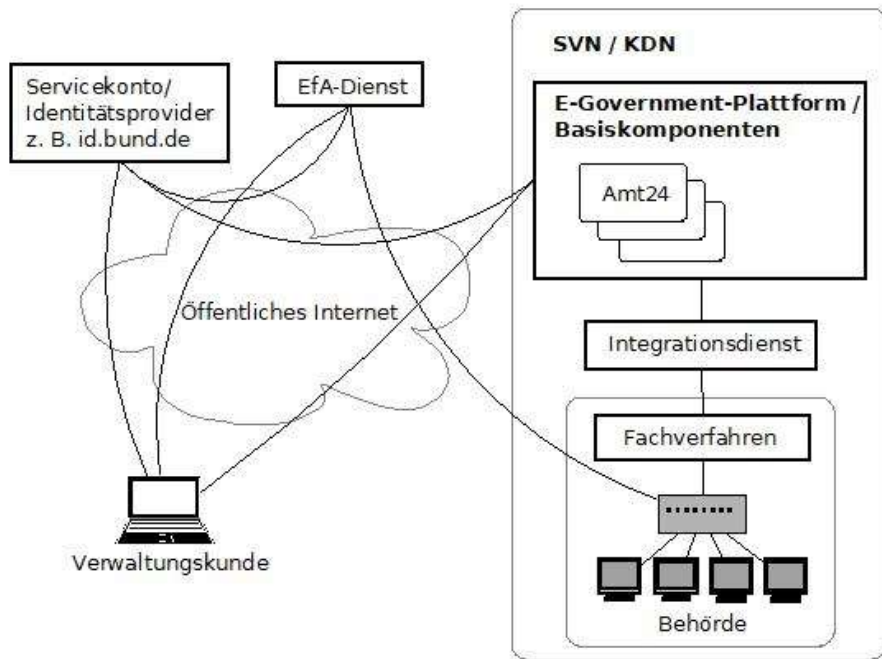 SVN / KDN
Servicekonto/
Identitätsprovider
z. B. id.bund.de
EfA-Dienst
E-Government-Plattform /
Basiskomponenten
Amt24
Öffentliches Internet
Integrationsdienst
Fachverfahren
Verwaltungskunde
Behörde